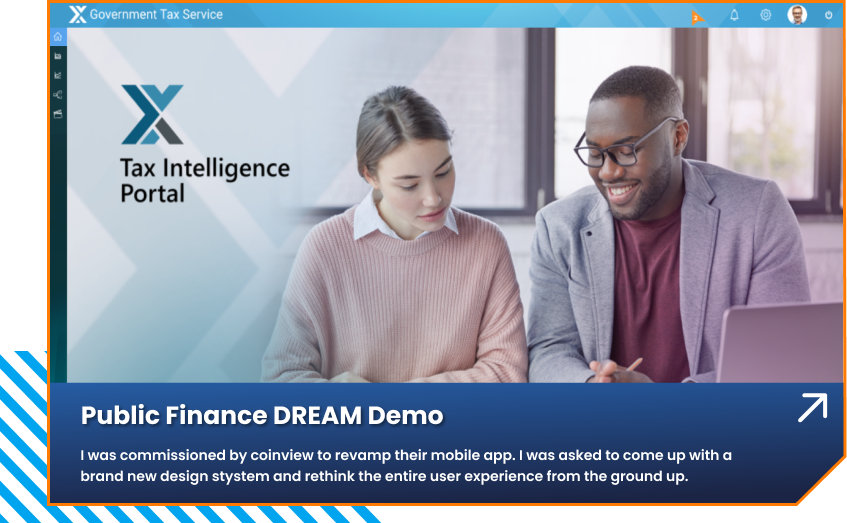 Government Tax Service
2
Tax Intelligence
Portal
Public Finance DREAM Demo
I was commissioned by coinview to revamp their mobile app. I was asked to come up with a
brand new design stystem and rethink the entire user experience from the ground up.